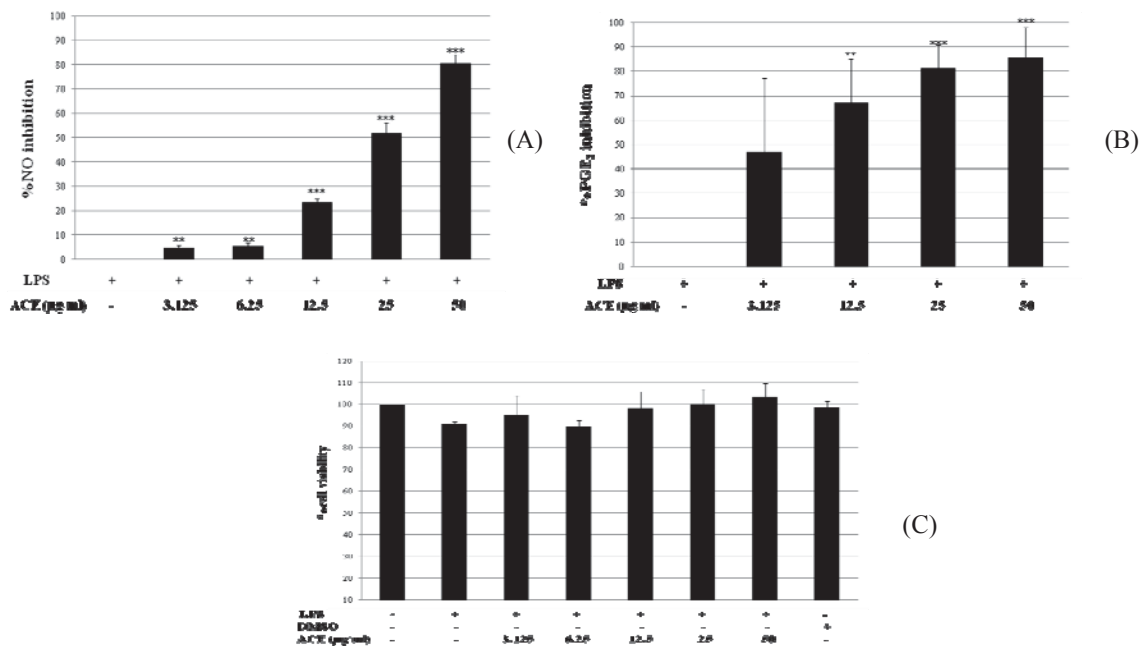 100
90
80
70
60
50
40
30
20
10
0
%NO inhibition
** ** *** *** ***
LPS + + + + + +
ACE (µg/ml) - 3.125 6.25 12.5 25 50
(A)
100
90
80
70
60
50
40
30
20
10
0
%PGE₂ inhibition
** *** ***
LPS + + + + +
ACE (µg/ml) - 3.125 12.5 25 50
(B)
120
110
100
90
80
70
60
50
40
30
20
10
%cell viability
LPS - + + + + + + -
DMSO - - - - - - - +
ACE (µg/ml) - - 3.125 6.25 12.5 25 50 -
(C)